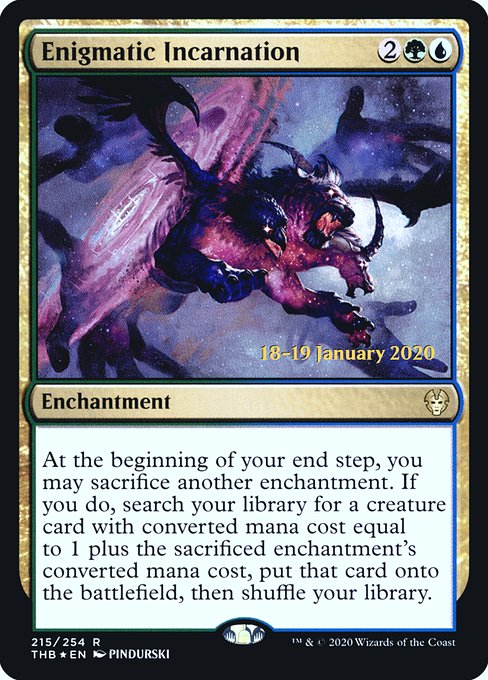 Enigmatic Incarnation 2
18–19 January 2020
Enchantment
At the beginning of your end step, you
may sacrifice another enchantment. If
you do, search your library for a creature
card with converted mana cost equal
to 1 plus the sacrificed enchantment's
converted mana cost, put that card onto
the battlefield, then shuffle your library.
215/254 R
THB★EN PINDURSKI
™ & © 2020 Wizards of the Coast